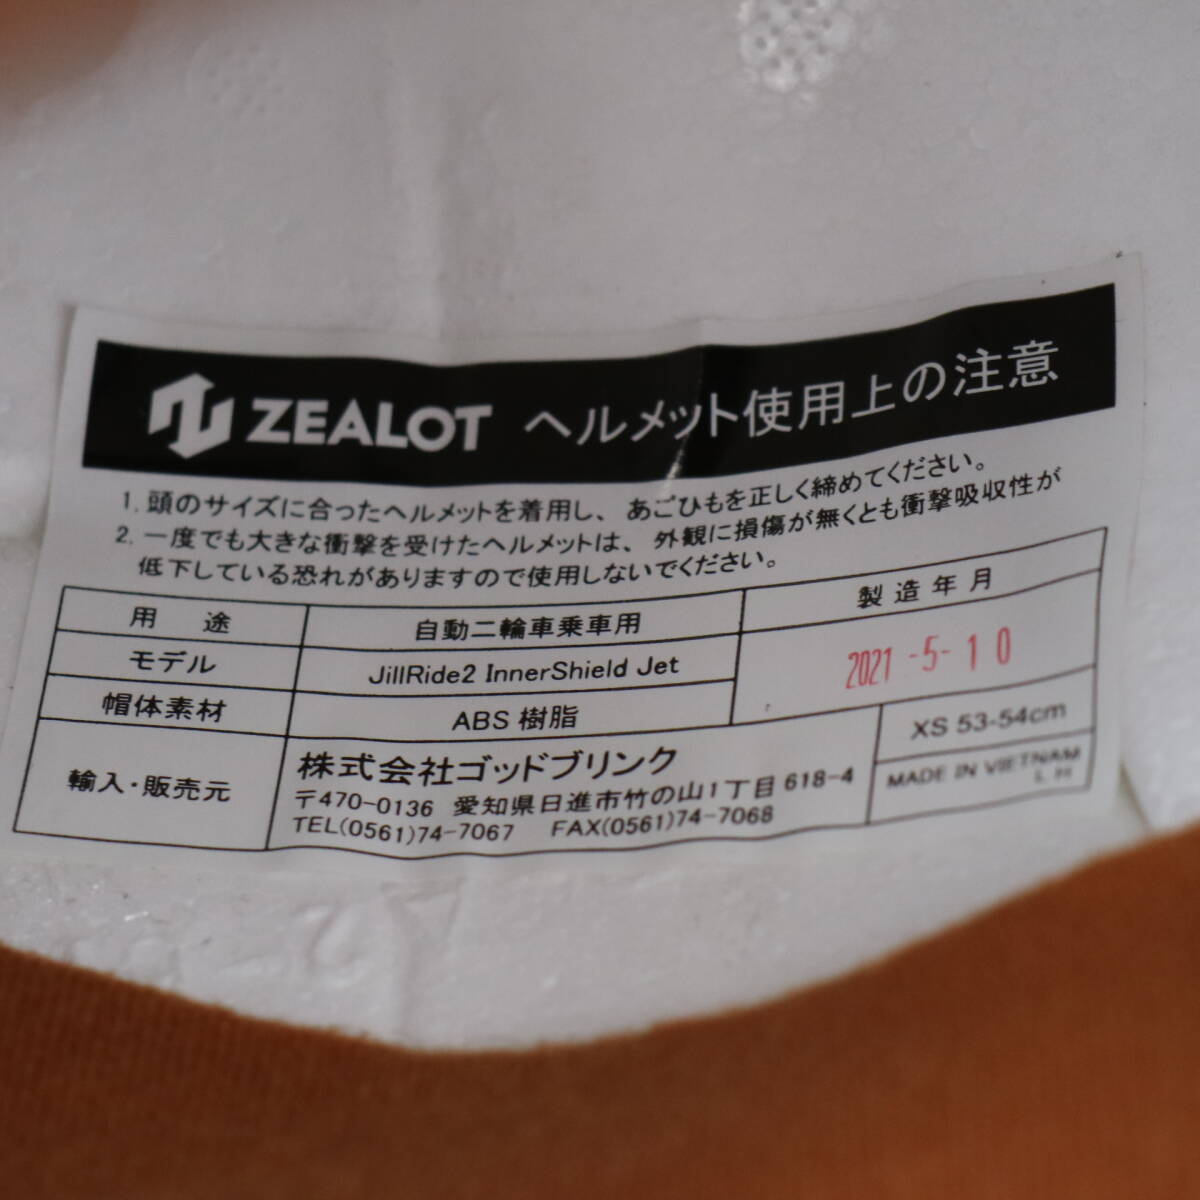 ZEALOT ヘルメット使用上の注意
1. 頭のサイズに合ったヘルメットを着用し、あごひもを正しく締めてください。
2. 一度でも大きな衝撃を受けたヘルメットは、外観に損傷が無くとも衝撃吸収性が
低下している恐れがありますので使用しないでください。
用 途 自動二輪車乗車用 製造年月
モデル JillRide2 InnerShield Jet 2021 -5- 10
帽体素材 ABS 樹脂 XS 53-54cm
輸入・販売元 株式会社ゴッドブリンク MADE IN VIETNAM
L H
〒470-0136 愛知県日進市竹の山1丁目 618-4
TEL(0561)74-7067 FAX(0561)74-7068